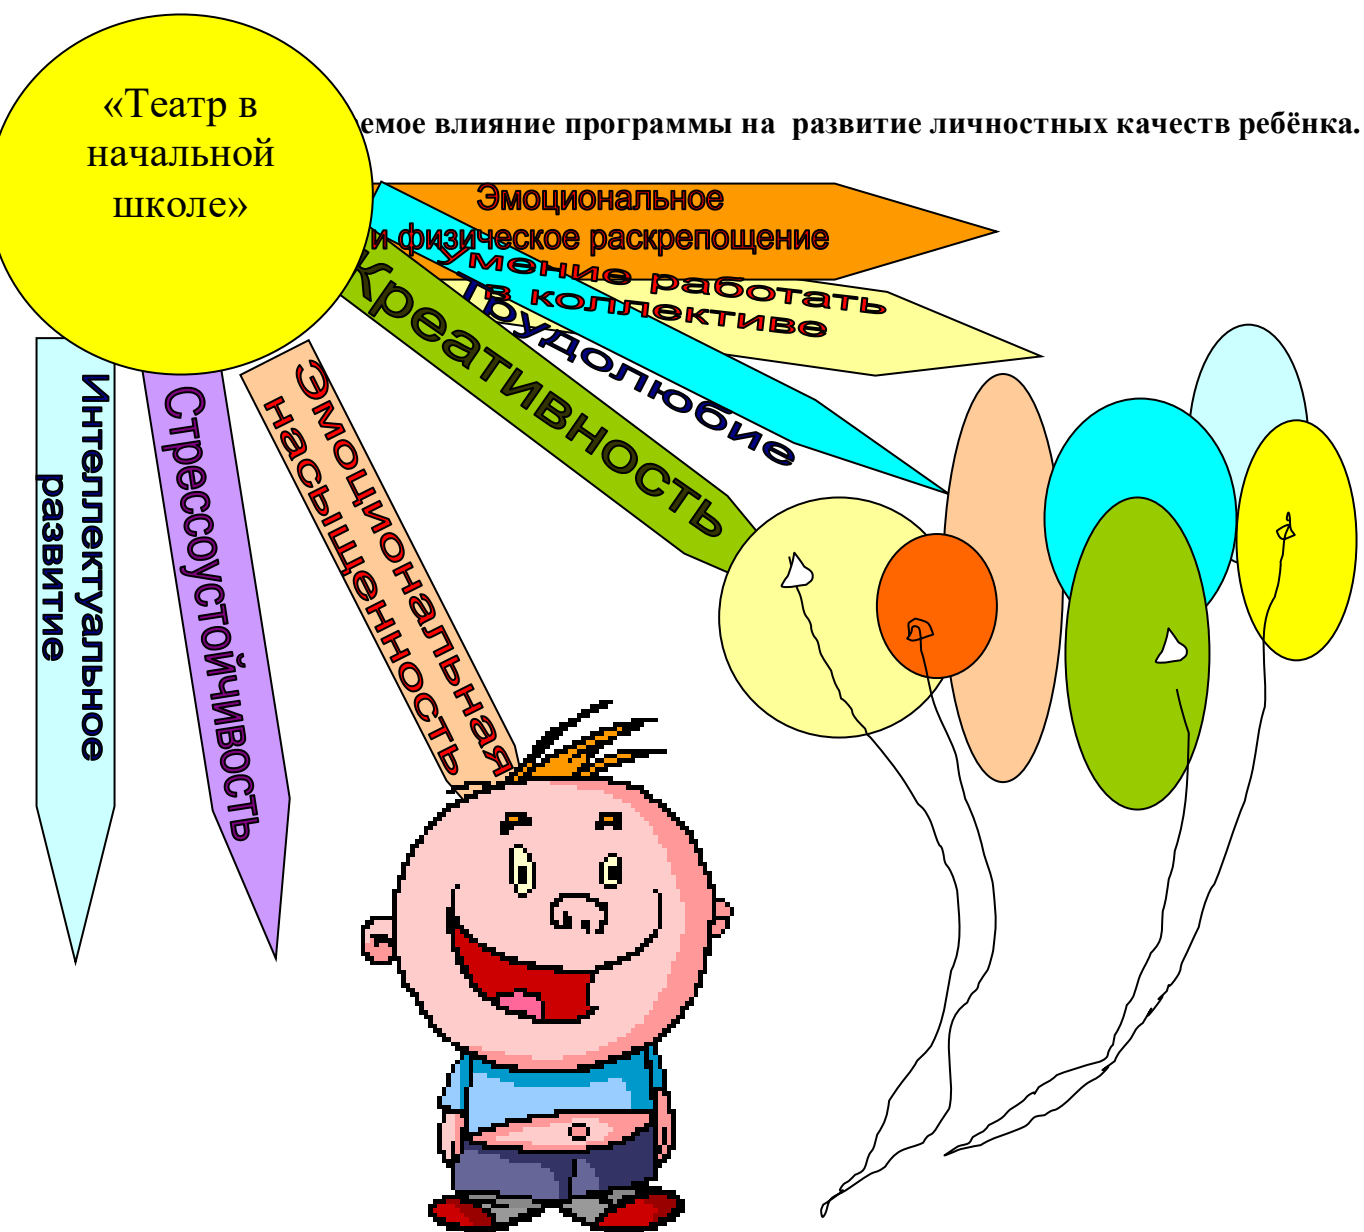 «Театр в
начальной
школе»
емое влияние программы на развитие личностных качеств ребёнка.
Эмоциональное
и физическое раскрепощение
умение работать
в коллективе
Трудолюбие
Креативность
Эмоциональная
насыщенность
Стрессоустойчивость
Интеллектуальное
развитие